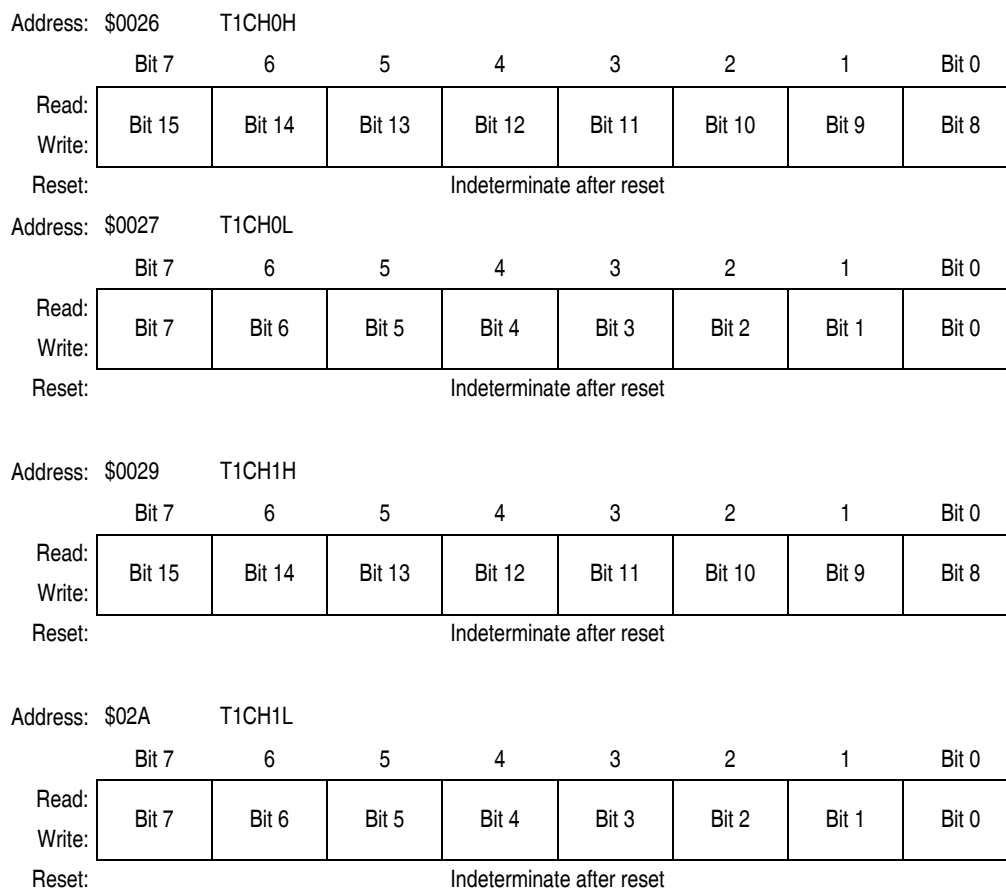 Address: $0026 T1CH0H
Bit 7 6 5 4 3 2 1 Bit 0
Read:
Bit 15 Bit 14 Bit 13 Bit 12 Bit 11 Bit 10 Bit 9 Bit 8
Write:
Reset: Indeterminate after reset
Address: $0027 T1CH0L
Bit 7 6 5 4 3 2 1 Bit 0
Read:
Bit 7 Bit 6 Bit 5 Bit 4 Bit 3 Bit 2 Bit 1 Bit 0
Write:
Reset: Indeterminate after reset
Address: $0029 T1CH1H
Bit 7 6 5 4 3 2 1 Bit 0
Read:
Bit 15 Bit 14 Bit 13 Bit 12 Bit 11 Bit 10 Bit 9 Bit 8
Write:
Reset: Indeterminate after reset
Address: $02A T1CH1L
Bit 7 6 5 4 3 2 1 Bit 0
Read:
Bit 7 Bit 6 Bit 5 Bit 4 Bit 3 Bit 2 Bit 1 Bit 0
Write:
Reset: Indeterminate after reset